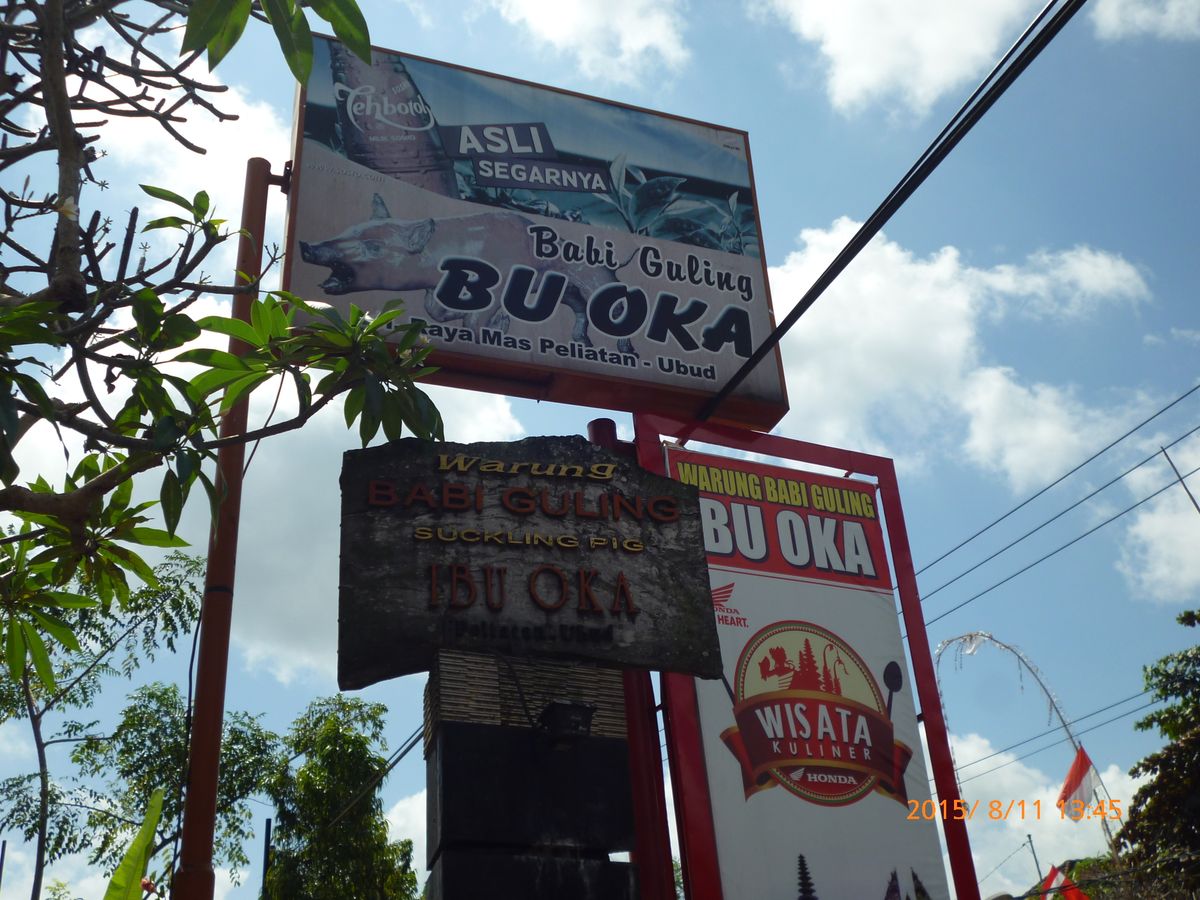 SOSRO
Tehbotol
ASLI
SEGARNYA
Babi Guling
BU OKA
Raya Mas Peliatan - Ubud
Warung
BABI GULING
SUCKLING PIG
IBU OKA
Peliatan, Ubud
WARUNG BABI GULING
BU OKA
HONDA
HEART.
WISATA
KULINER
HONDA
2015/ 8/11 13:45